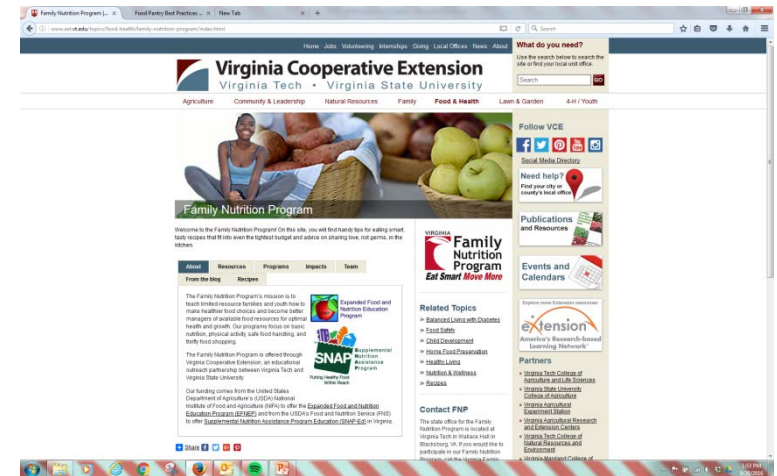 Family Nutrition Program |...
Food Pantry Best Practices ...
New Tab
www.ext.vt.edu/topics/food-health/family-nutrition-program/index.html
Search
Home Jobs Volunteering Internships Giving Local Offices News About
What do you need?
Use the search below to search the
site or find your local unit office.
Search
GO
Virginia Cooperative Extension
Virginia Tech • Virginia State University
Agriculture
Community & Leadership
Natural Resources
Family
Food & Health
Lawn & Garden
4-H / Youth
Family Nutrition Program
Welcome to the Family Nutrition Program! On this site, you will find handy tips for eating smart,
tasty recipes that fit into even the tightest budget and advice on sharing love, not germs, in the
kitchen.
About
Resources
Programs
Impacts
Team
From the blog
Recipes
The Family Nutrition Program's mission is to
teach limited resource families and youth how to
make healthier food choices and become better
managers of available food resources for optimal
health and growth. Our programs focus on basic
nutrition, physical activity, safe food handling, and
thrifty food shopping.
The Family Nutrition Program is offered through
Virginia Cooperative Extension, an educational
outreach partnership between Virginia Tech and
Virginia State University.
Our funding comes from the United States
Department of Agriculture's (USDA) National
Institute of Food and Agriculture (NIFA) to offer the Expanded Food and Nutrition
Education Program (EFNEP) and from the USDA's Food and Nutrition Service (FNS)
to offer Supplemental Nutrition Assistance Program Education (SNAP-Ed) in Virginia.
Expanded Food and
Nutrition Education
Program
SNAP
Supplemental
Nutrition
Assistance
Program
Putting Healthy Food
Within Reach
Share
VIRGINIA
Family
Nutrition
Program
Eat Smart Move More
Related Topics
» Balanced Living with Diabetes
» Food Safety
» Child Development
» Home Food Preservation
» Healthy Living
» Nutrition & Wellness
» Recipes
Contact FNP
The state office for the Family
Nutrition Program is located at
Virginia Tech in Wallace Hall in
Blacksburg, VA. If you would like to
participate in our Family Nutrition
Program, call the Virginia Family
Follow VCE
Social Media Directory
Need help?
Find your city or
county's local office
Publications
and Resources
Events and
Calendars
Explore more Extension resources:
eXtension
America's Research-based
Learning Network
Partners
» Virginia Tech College of
Agriculture and Life Sciences
» Virginia State University
College of Agriculture
» Virginia Agricultural
Experiment Station
» Virginia Agricultural Research
and Extension Centers
» Virginia Tech College of
Natural Resources and
Environment
» Virginia-Maryland College of
1:53 PM